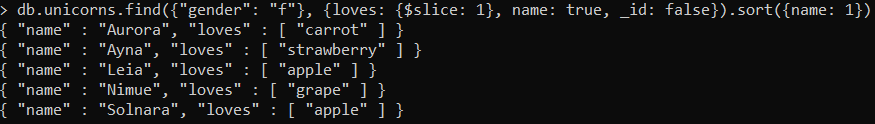 > db.unicorns.find({"gender": "f"}, {loves: {$slice: 1}, name: true, _id: false}).sort({name: 1})
{ "name" : "Aurora", "loves" : [ "carrot" ] }
{ "name" : "Ayna", "loves" : [ "strawberry" ] }
{ "name" : "Leia", "loves" : [ "apple" ] }
{ "name" : "Nimue", "loves" : [ "grape" ] }
{ "name" : "Solnara", "loves" : [ "apple" ] }